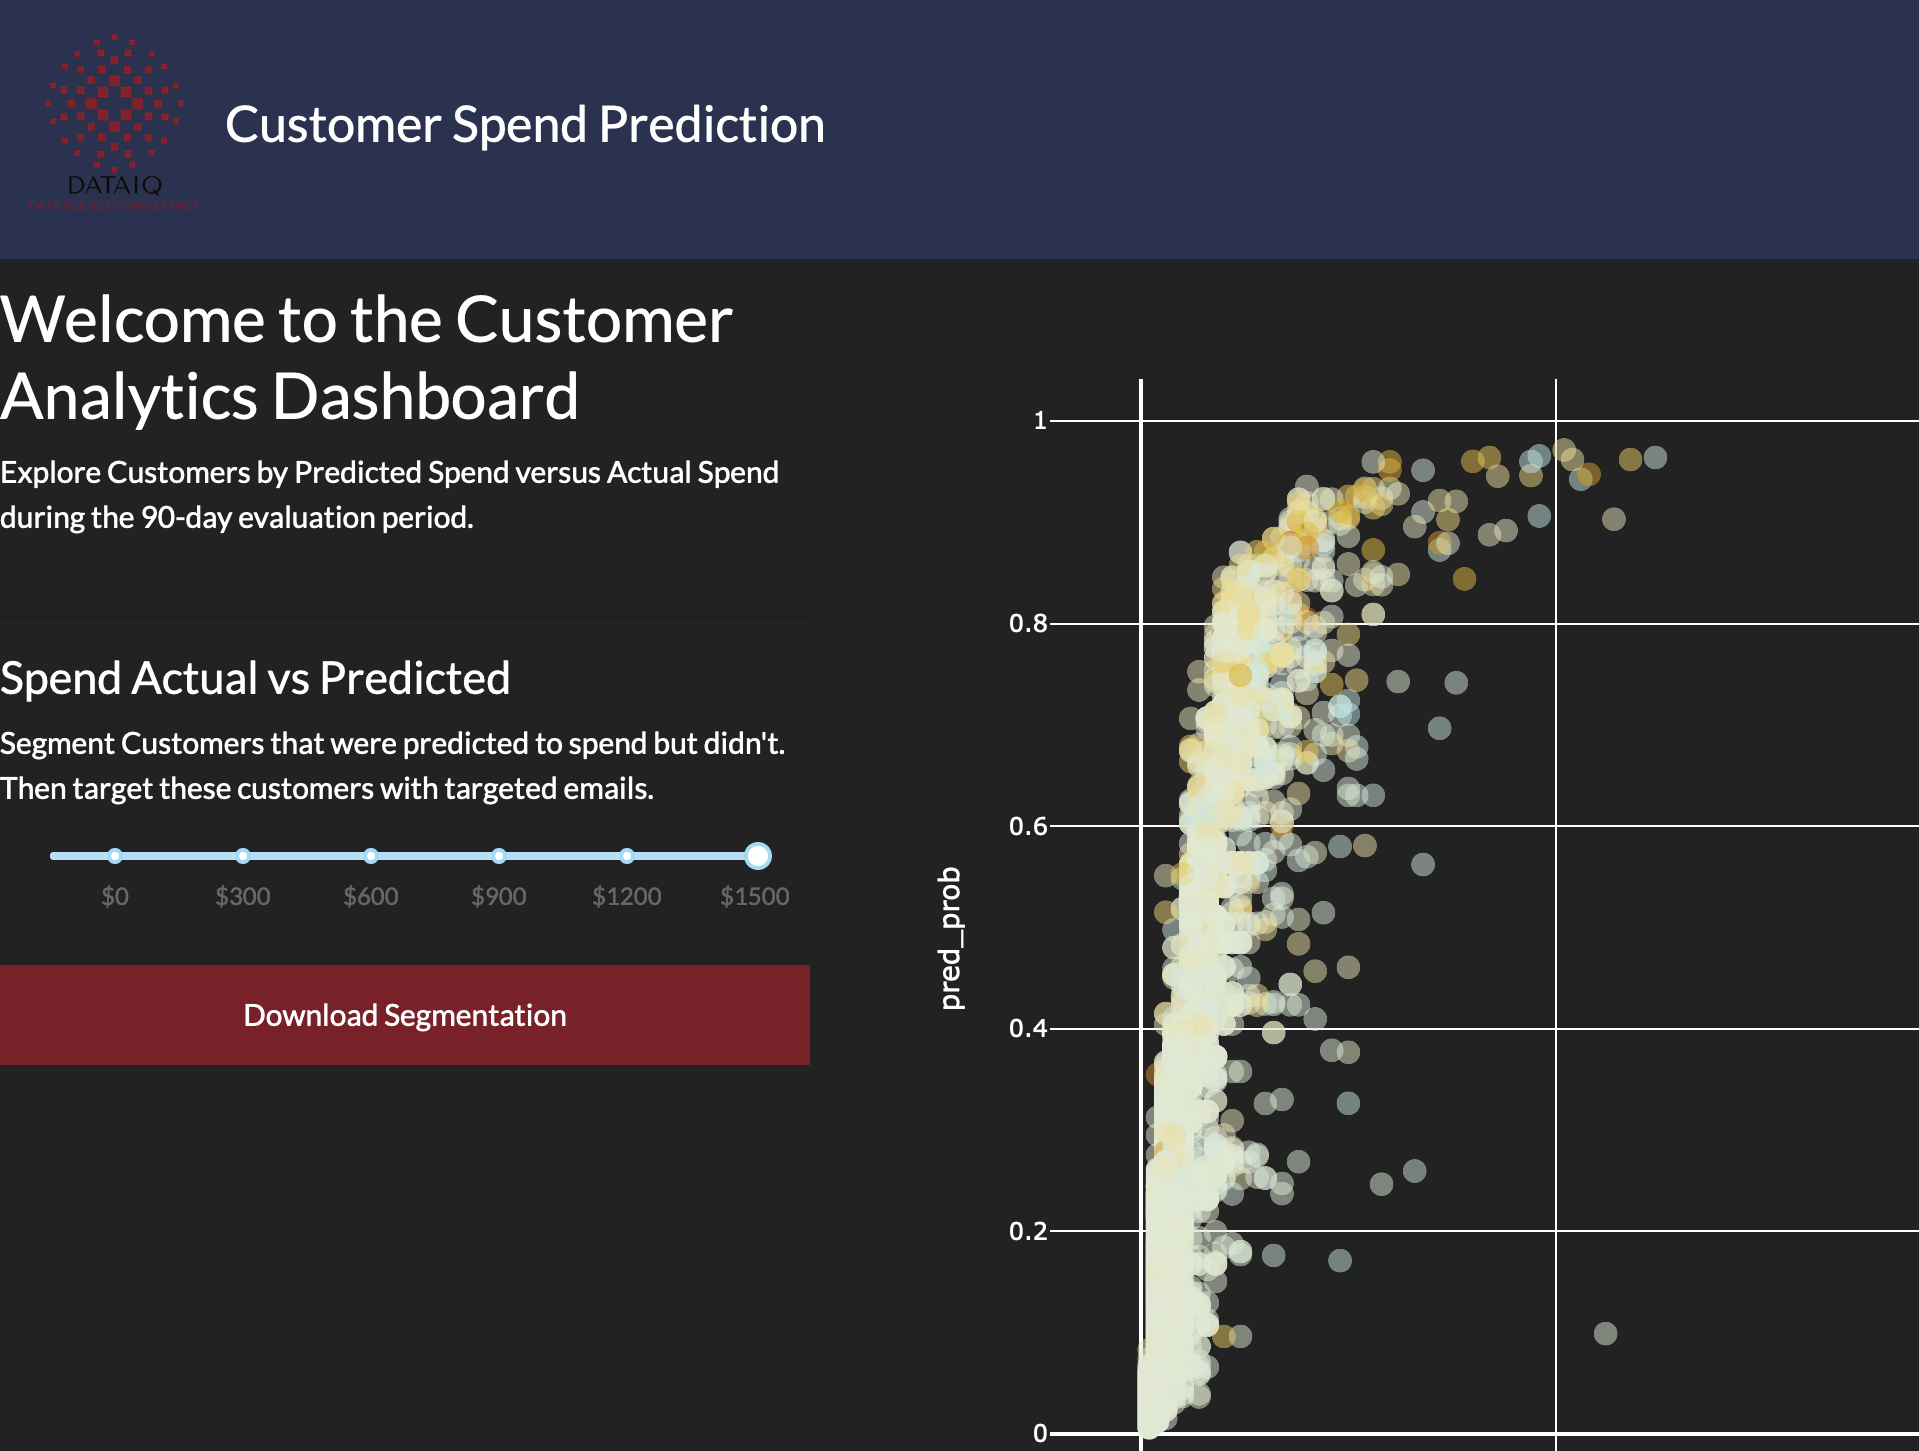 DATAIQ
DATA SCIENCE CONSULTANCY
Customer Spend Prediction
Welcome to the Customer
Analytics Dashboard
Explore Customers by Predicted Spend versus Actual Spend
during the 90-day evaluation period.
Spend Actual vs Predicted
Segment Customers that were predicted to spend but didn't.
Then target these customers with targeted emails.
$0 $300 $600 $900 $1200 $1500
Download Segmentation
pred_prob
1
0.8
0.6
0.4
0.2
0